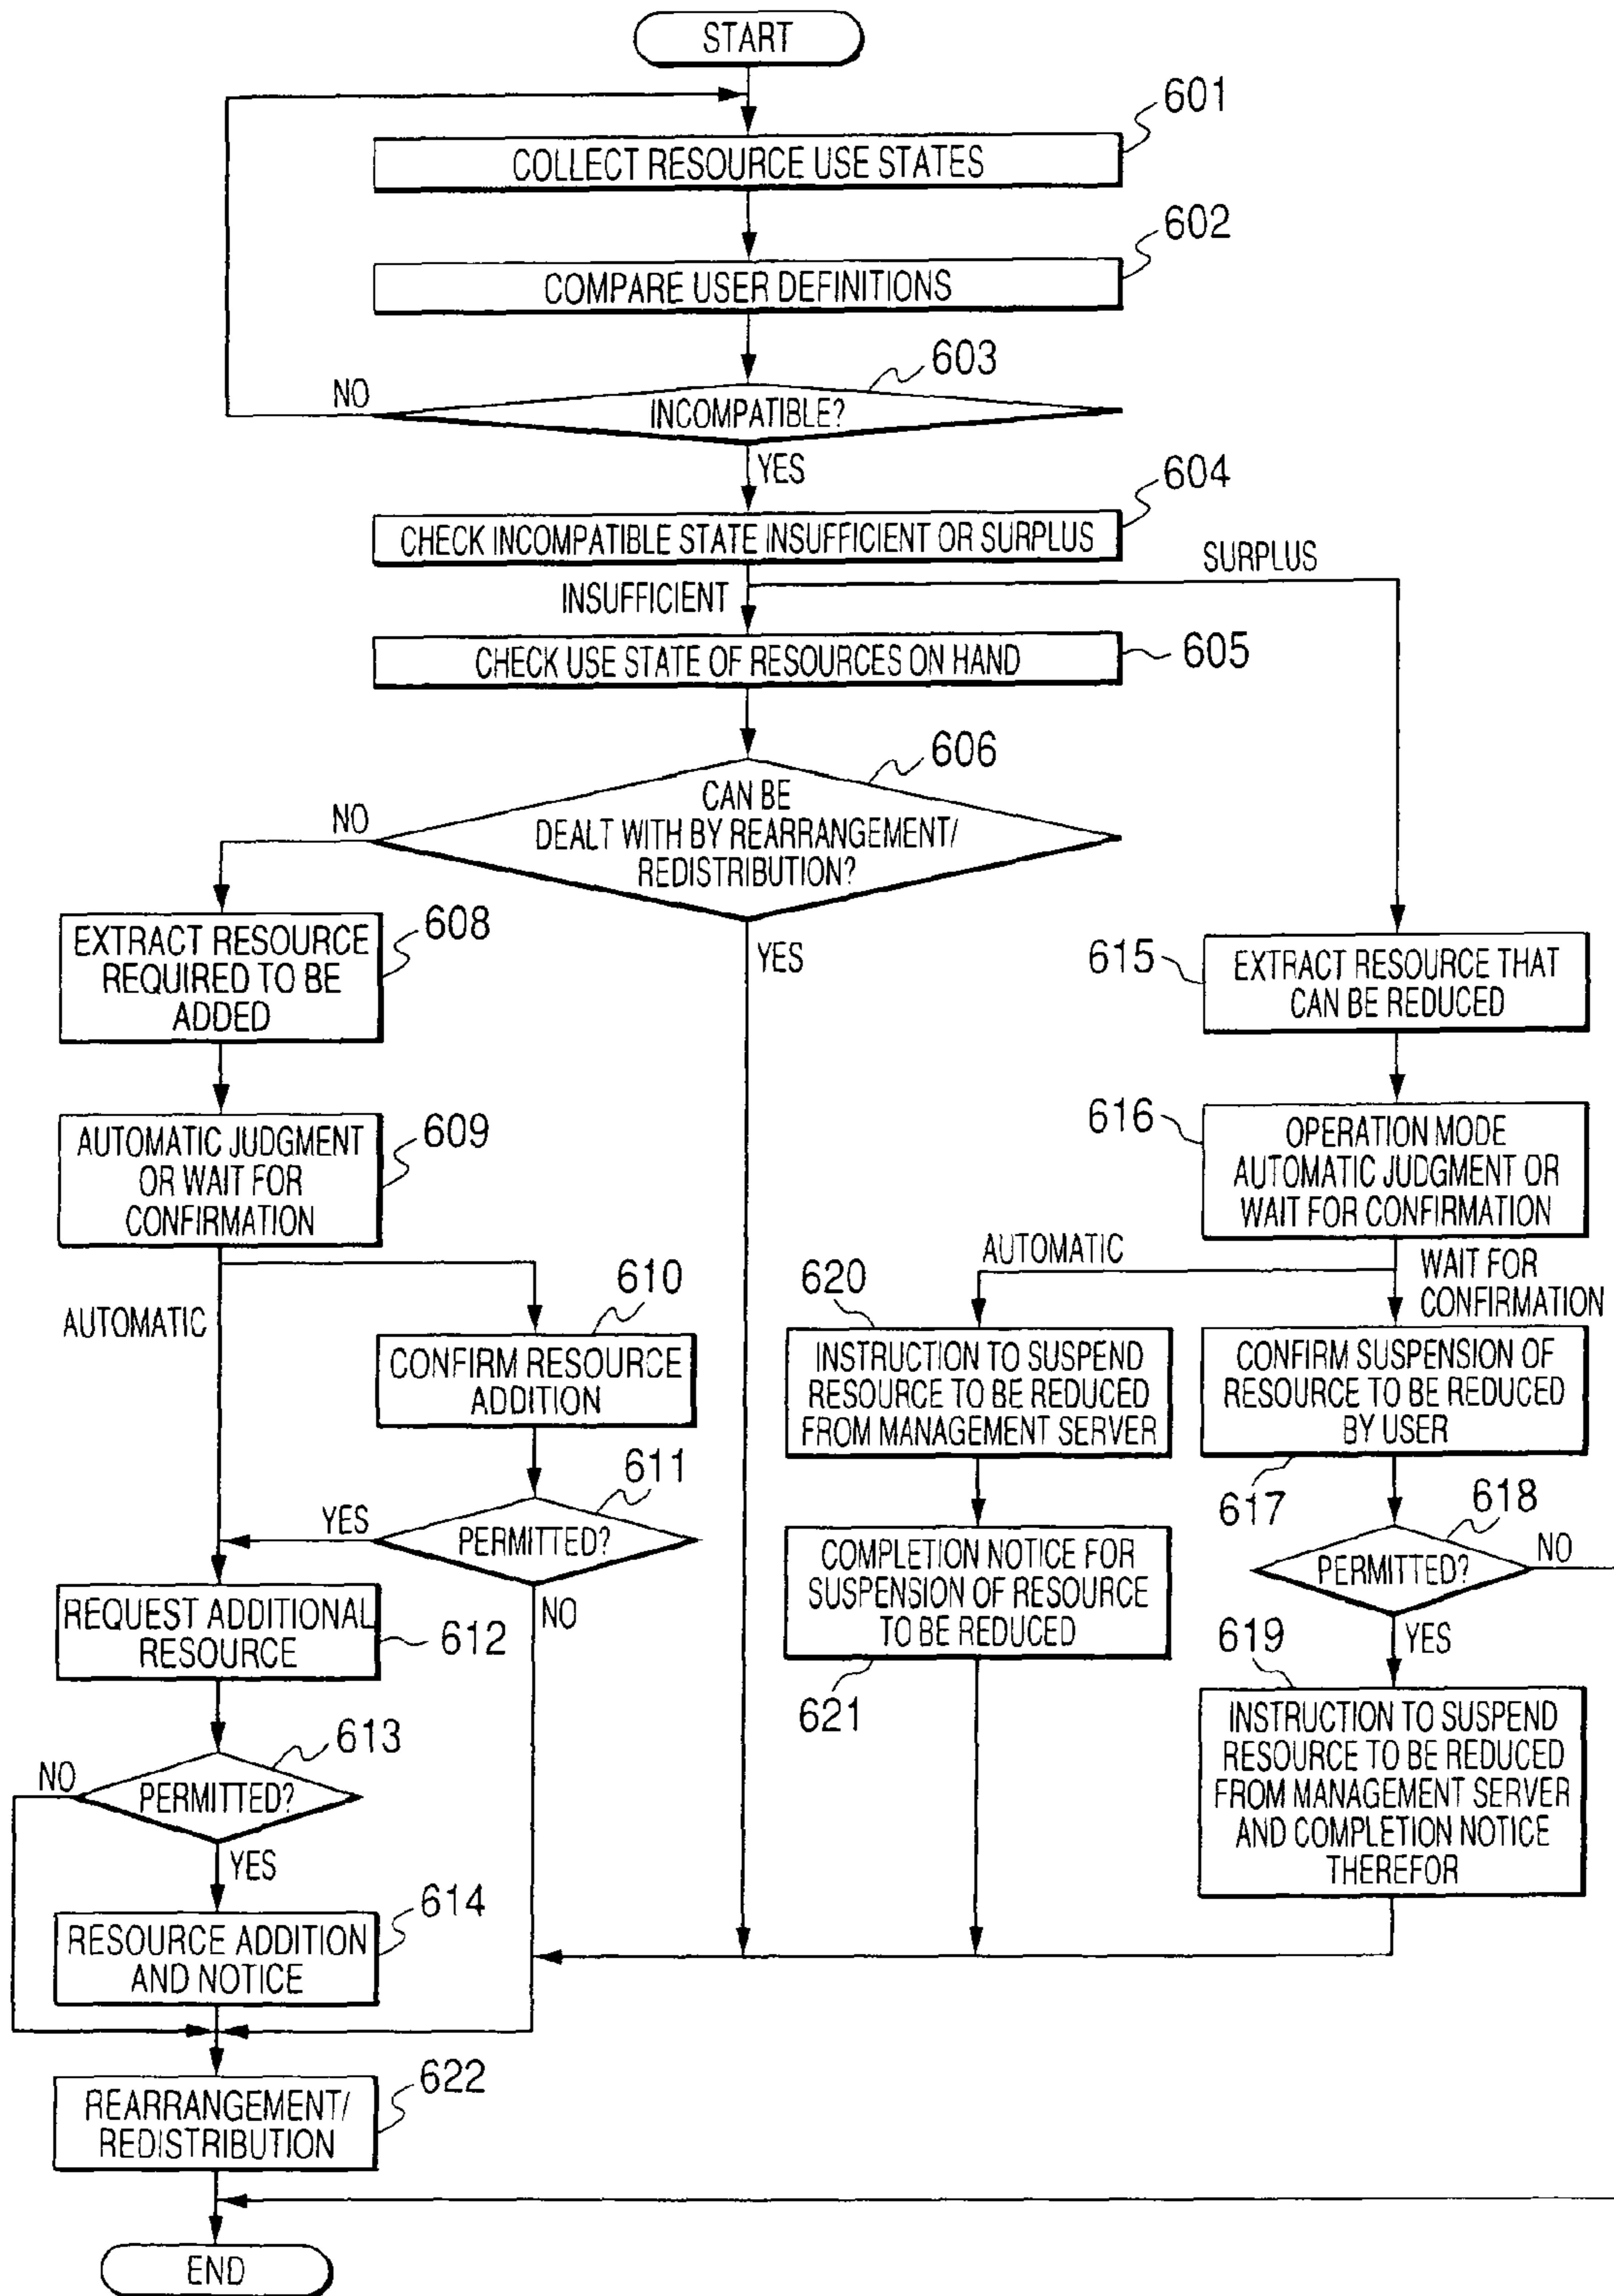 START
601
COLLECT RESOURCE USE STATES
602
COMPARE USER DEFINITIONS
603
NO
INCOMPATIBLE?
YES
604
CHECK INCOMPATIBLE STATE INSUFFICIENT OR SURPLUS
SURPLUS
INSUFFICIENT
CHECK USE STATE OF RESOURCES ON HAND
605
606
CAN BE
DEALT WITH BY REARRANGEMENT/
REDISTRIBUTION?
NO
YES
EXTRACT RESOURCE
REQUIRED TO BE
ADDED
608
615
EXTRACT RESOURCE THAT
CAN BE REDUCED
AUTOMATIC JUDGMENT
OR WAIT FOR
CONFIRMATION
609
616
OPERATION MODE
AUTOMATIC JUDGMENT OR
WAIT FOR CONFIRMATION
AUTOMATIC
WAIT FOR
CONFIRMATION
AUTOMATIC
610
CONFIRM RESOURCE
ADDITION
620
INSTRUCTION TO SUSPEND
RESOURCE TO BE REDUCED
FROM MANAGEMENT SERVER
CONFIRM SUSPENSION OF
RESOURCE TO BE REDUCED
BY USER
617
611
YES
PERMITTED?
NO
COMPLETION NOTICE FOR
SUSPENSION OF RESOURCE
TO BE REDUCED
621
618
PERMITTED?
NO
YES
REQUEST ADDITIONAL
RESOURCE
612
619
INSTRUCTION TO SUSPEND
RESOURCE TO BE REDUCED
FROM MANAGEMENT SERVER
AND COMPLETION NOTICE
THEREFOR
613
NO
PERMITTED?
YES
614
RESOURCE ADDITION
AND NOTICE
622
REARRANGEMENT/
REDISTRIBUTION
END